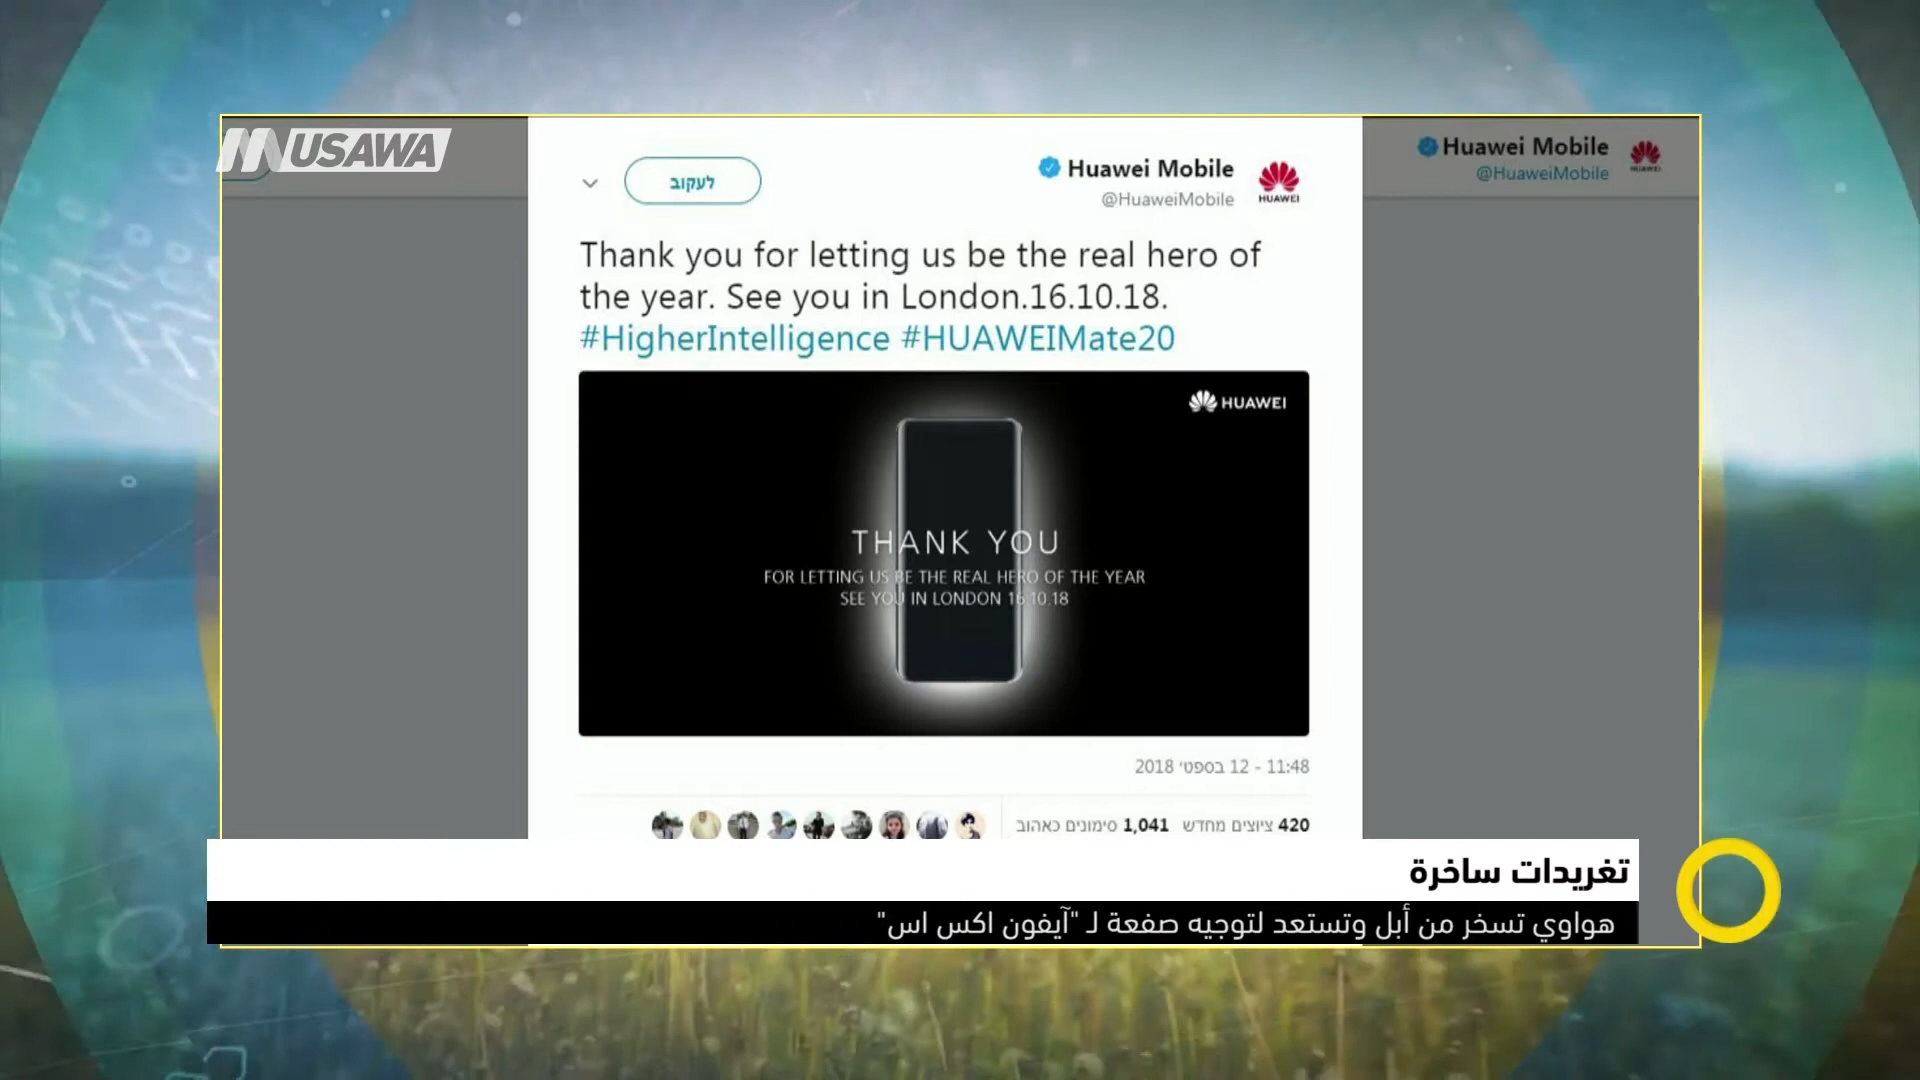 MUSAWA
לעקוב
Huawei Mobile
@HuaweiMobile
HUAWEI
Huawei Mobile
@HuaweiMobile
HUAWEI
Thank you for letting us be the real hero of
the year. See you in London.16.10.18.
#HigherIntelligence #HUAWEIMate20
HUAWEI
THANK YOU
FOR LETTING US BE THE REAL HERO OF THE YEAR
SEE YOU IN LONDON 16.10.18
11:48 - 12 בספט׳ 2018
420 ציוצים מחדש 1,041 סימונים כאהוב
تغريدات ساخرة
هواوي تسخر من أبل وتستعد لتوجيه صفعة لـ "آيفون اكس اس"